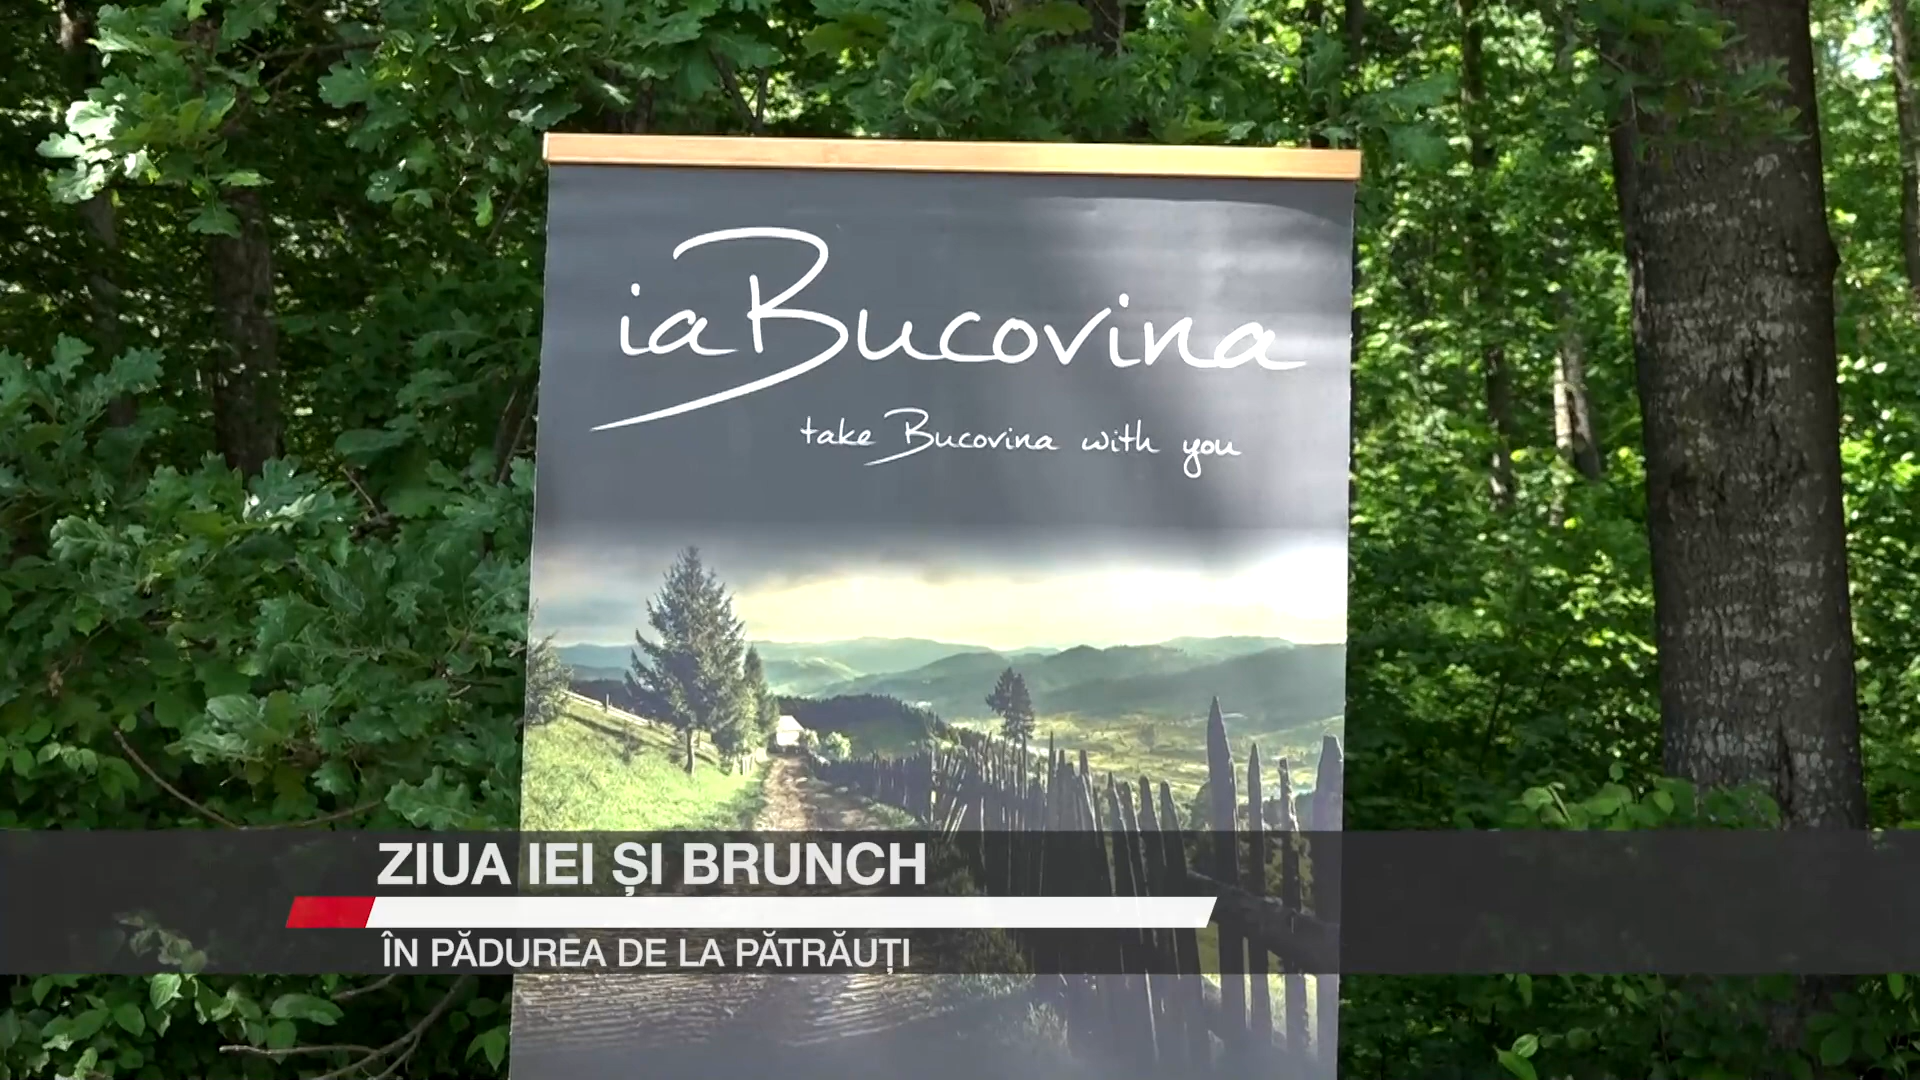 iaBucovina
take Bucovina with you
ZIUA IEI ȘI BRUNCH
ÎN PĂDUREA DE LA PĂTRĂUȚI